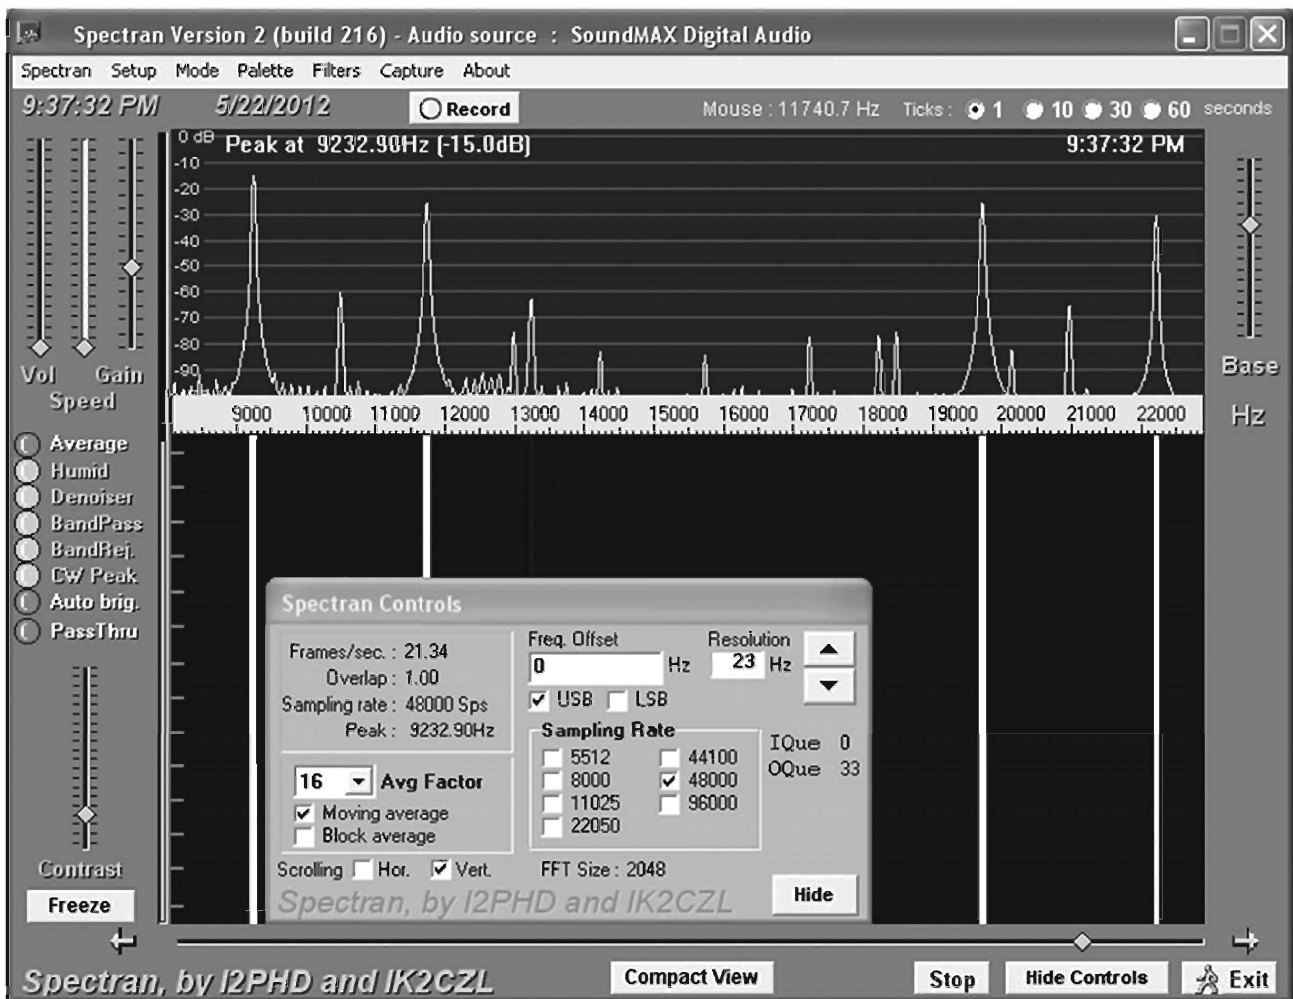 Spectran Version 2 (build 216) - Audio source : SoundMAX Digital Audio
Spectran Setup Mode Palette Filters Capture About
9:37:32 PM 5/22/2012 Record Mouse : 11740.7 Hz Ticks : 1 10 30 60 seconds
0 dB Peak at 9232.90Hz (-15.0dB) 9:37:32 PM
-10
-20
-30
-40
-50
-60
-70
-80
-90
Vol Gain
Speed
Base
9000 10000 11000 12000 13000 14000 15000 16000 17000 18000 19000 20000 21000 22000 Hz
Average
Humid
Denoiser
BandPass
BandRej.
CW Peak
Auto brig.
PassThru
Contrast
Freeze
Spectran Controls
Frames/sec. : 21.34
Overlap : 1.00
Sampling rate : 48000 Sps
Peak : 9232.90Hz
Freq. Offset
0 Hz
Resolution
23 Hz
USB LSB
16 Avg Factor
Moving average
Block average
Sampling Rate
5512 44100
8000 48000
11025 96000
22050
IQue 0
OQue 33
Scrolling Hor. Vert. FFT Size : 2048
Spectran, by I2PHD and IK2CZL
Hide
Spectran, by I2PHD and IK2CZL Compact View Stop Hide Controls Exit